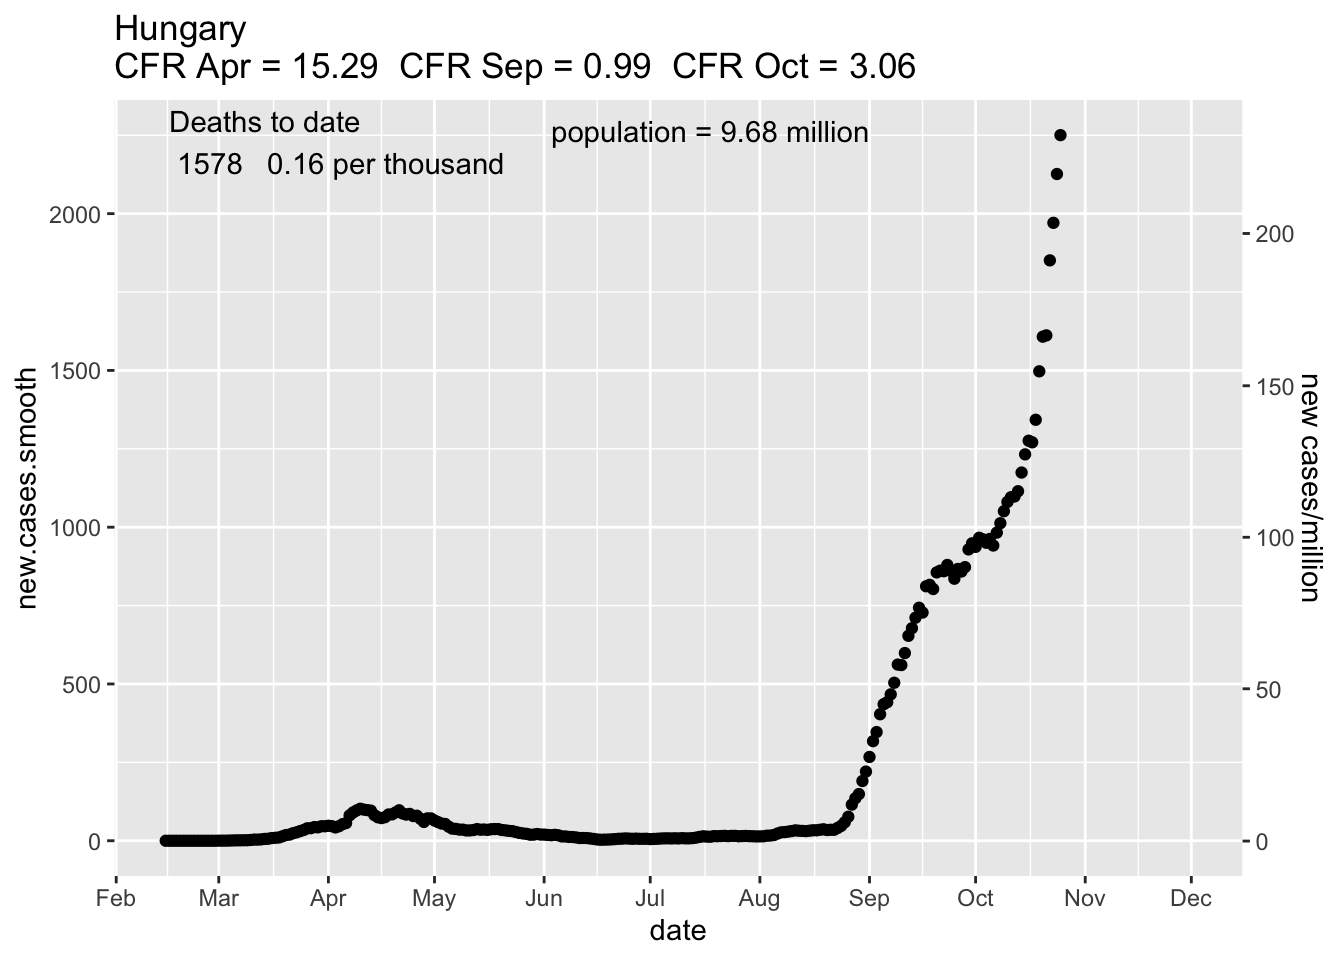 Hungary
CFR Apr = 15.29  CFR Sep = 0.99  CFR Oct = 3.06
Deaths to date
population = 9.68 million
1578   0.16 per thousand
new.cases.smooth
2000
1500
1000
500
0
200
150
100
50
0
new cases/million
Feb Mar Apr May Jun Jul Aug Sep Oct Nov Dec
date